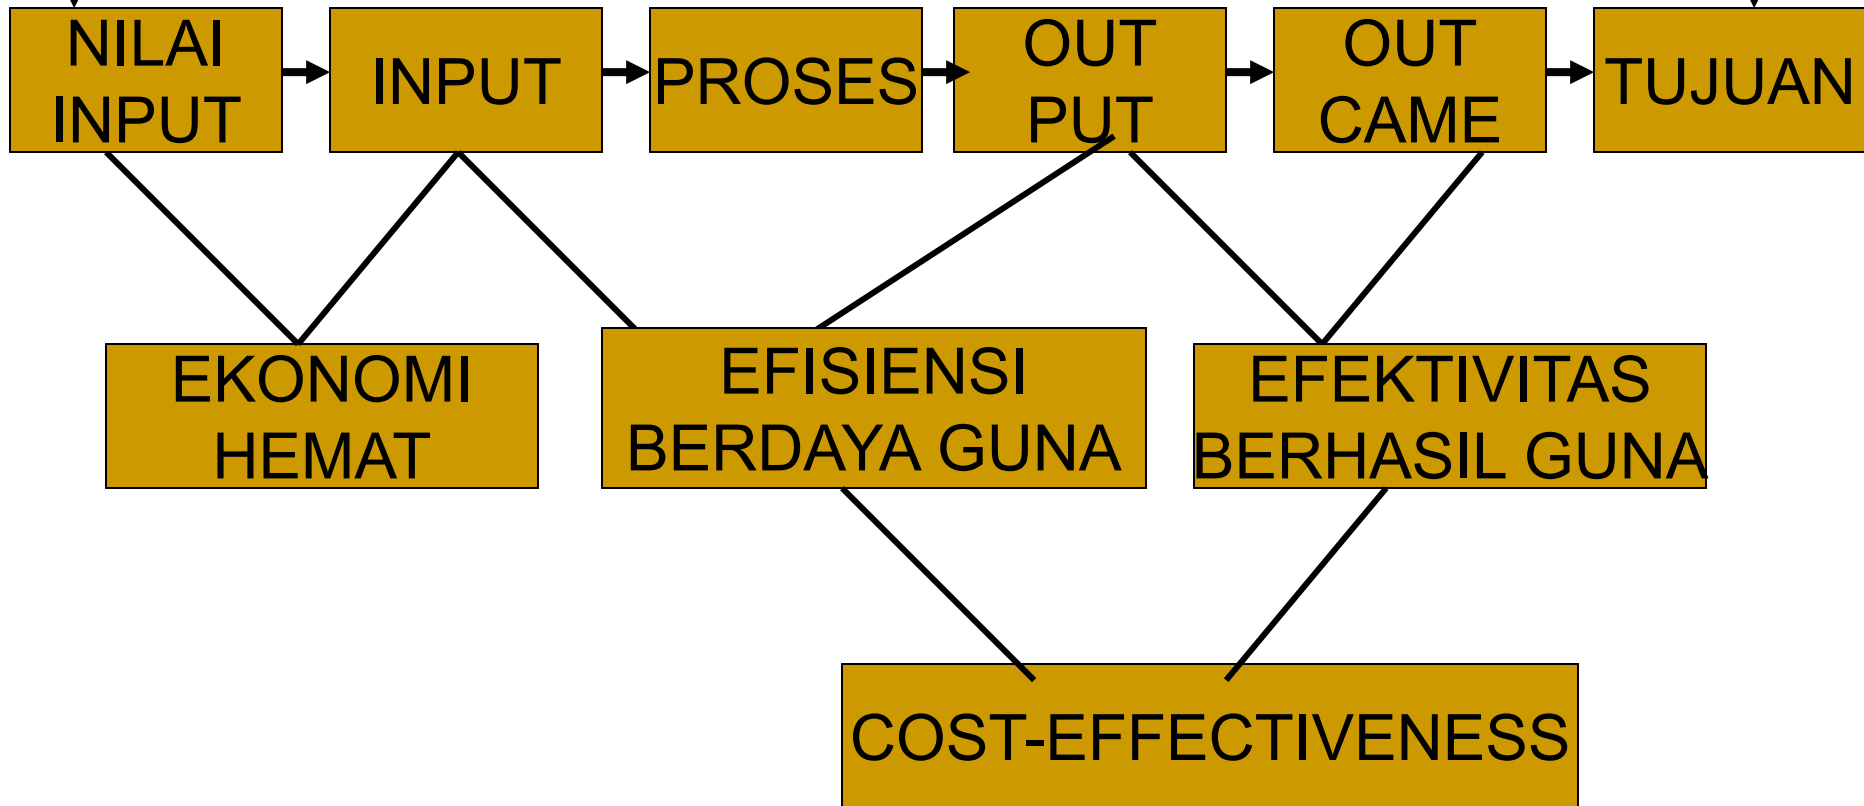 NILAI
INPUT
INPUT
PROSES
OUT
PUT
OUT
CAME
TUJUAN
EKONOMI
HEMAT
EFISIENSI
BERDAYA GUNA
EFEKTIVITAS
BERHASIL GUNA
COST-EFFECTIVENESS